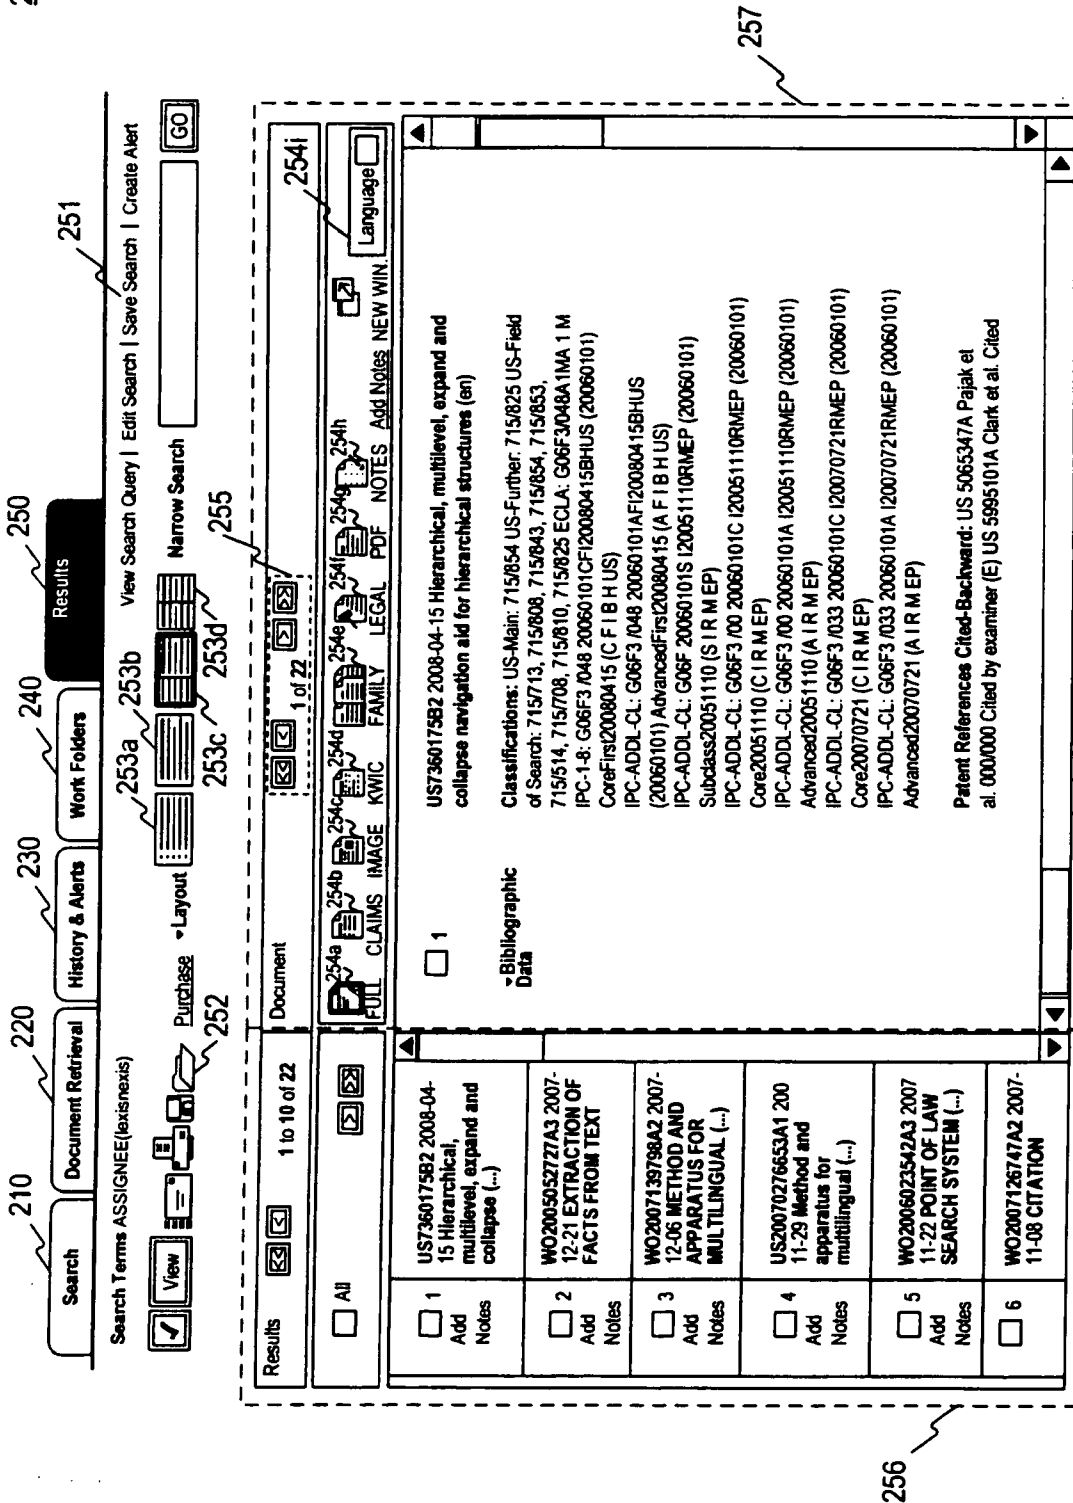 210
220
230
240
250
Search
Document Retrieval
History & Alerts
Work Folders
Results
251
Search Terms ASSIGNEE(lexisnexis)
View Search Query | Edit Search | Save Search | Create Alert
253a
253b
View
Purchase
Layout
Narrow Search
GO
252
253c
253d
255
Results
1 to 10 of 22
Document
1 of 22
254i
All
254a
254b
254c
254d
254e
254f
254g
254h
FULL
CLAIMS
IMAGE
KWIC
FAMILY
LEGAL
PDF
NOTES
Add Notes
NEW WIN.
Language
1
Add
Notes
US7360175B2 2008-04-
15 Hierarchical,
multilevel, expand and
collapse (...)
2
Add
Notes
WO2005052727A3 2007-
12-21 EXTRACTION OF
FACTS FROM TEXT
3
Add
Notes
WO2007139798A2 2007-
12-06 METHOD AND
APPARATUS FOR
MULTILINGUAL (...)
4
Add
Notes
US20070276653A1 200
11-29 Method and
apparatus for
multilingual (...)
5
Add
Notes
WO2006023542A3 2007
11-22 POINT OF LAW
SEARCH SYSTEM (...)
6
WO2007126747A2 2007-
11-08 CITATION
1
US7360175B2 2008-04-15 Hierarchical, multilevel, expand and
collapse navigation aid for hierarchical structures (en)
Bibliographic
Data
Classifications: US-Main: 715/854 US-Further: 715/825 US-Field
of Search: 715/713, 715/808, 715/843, 715/854, 715/853,
715/514, 715/708, 715/810, 715/825 ECLA: G06F3/048A1MA 1 M
IPC-1-8: G06F3 /048 20060101CFI20080415BHUS (20060101)
CoreFirst20080415 (C F I B H US)
IPC-ADDL-CL: G06F3 /048 20060101AFI20080415BHUS
(20060101) AdvancedFirst20080415 (A F I B H US)
IPC-ADDL-CL: G06F 20060101S I20051110RMEP (20060101)
Subclass20051110 (S I R M EP)
IPC-ADDL-CL: G06F3 /00 20060101C I20051110RMEP (20060101)
Core20051110 (C I R M EP)
IPC-ADDL-CL: G06F3 /00 20060101A I20051110RMEP (20060101)
Advanced20051110 (A I R M EP)
IPC-ADDL-CL: G06F3 /033 20060101C I20070721RMEP (20060101)
Core20070721 (C I R M EP)
IPC-ADDL-CL: G06F3 /033 20060101A I20070721RMEP (20060101)
Advanced20070721 (A I R M EP)
Patent References Cited-Backward: US 5065347A Pajak et
al. 000/000 Cited by examiner (E) US 5995101A Clark et al. Cited
256
257